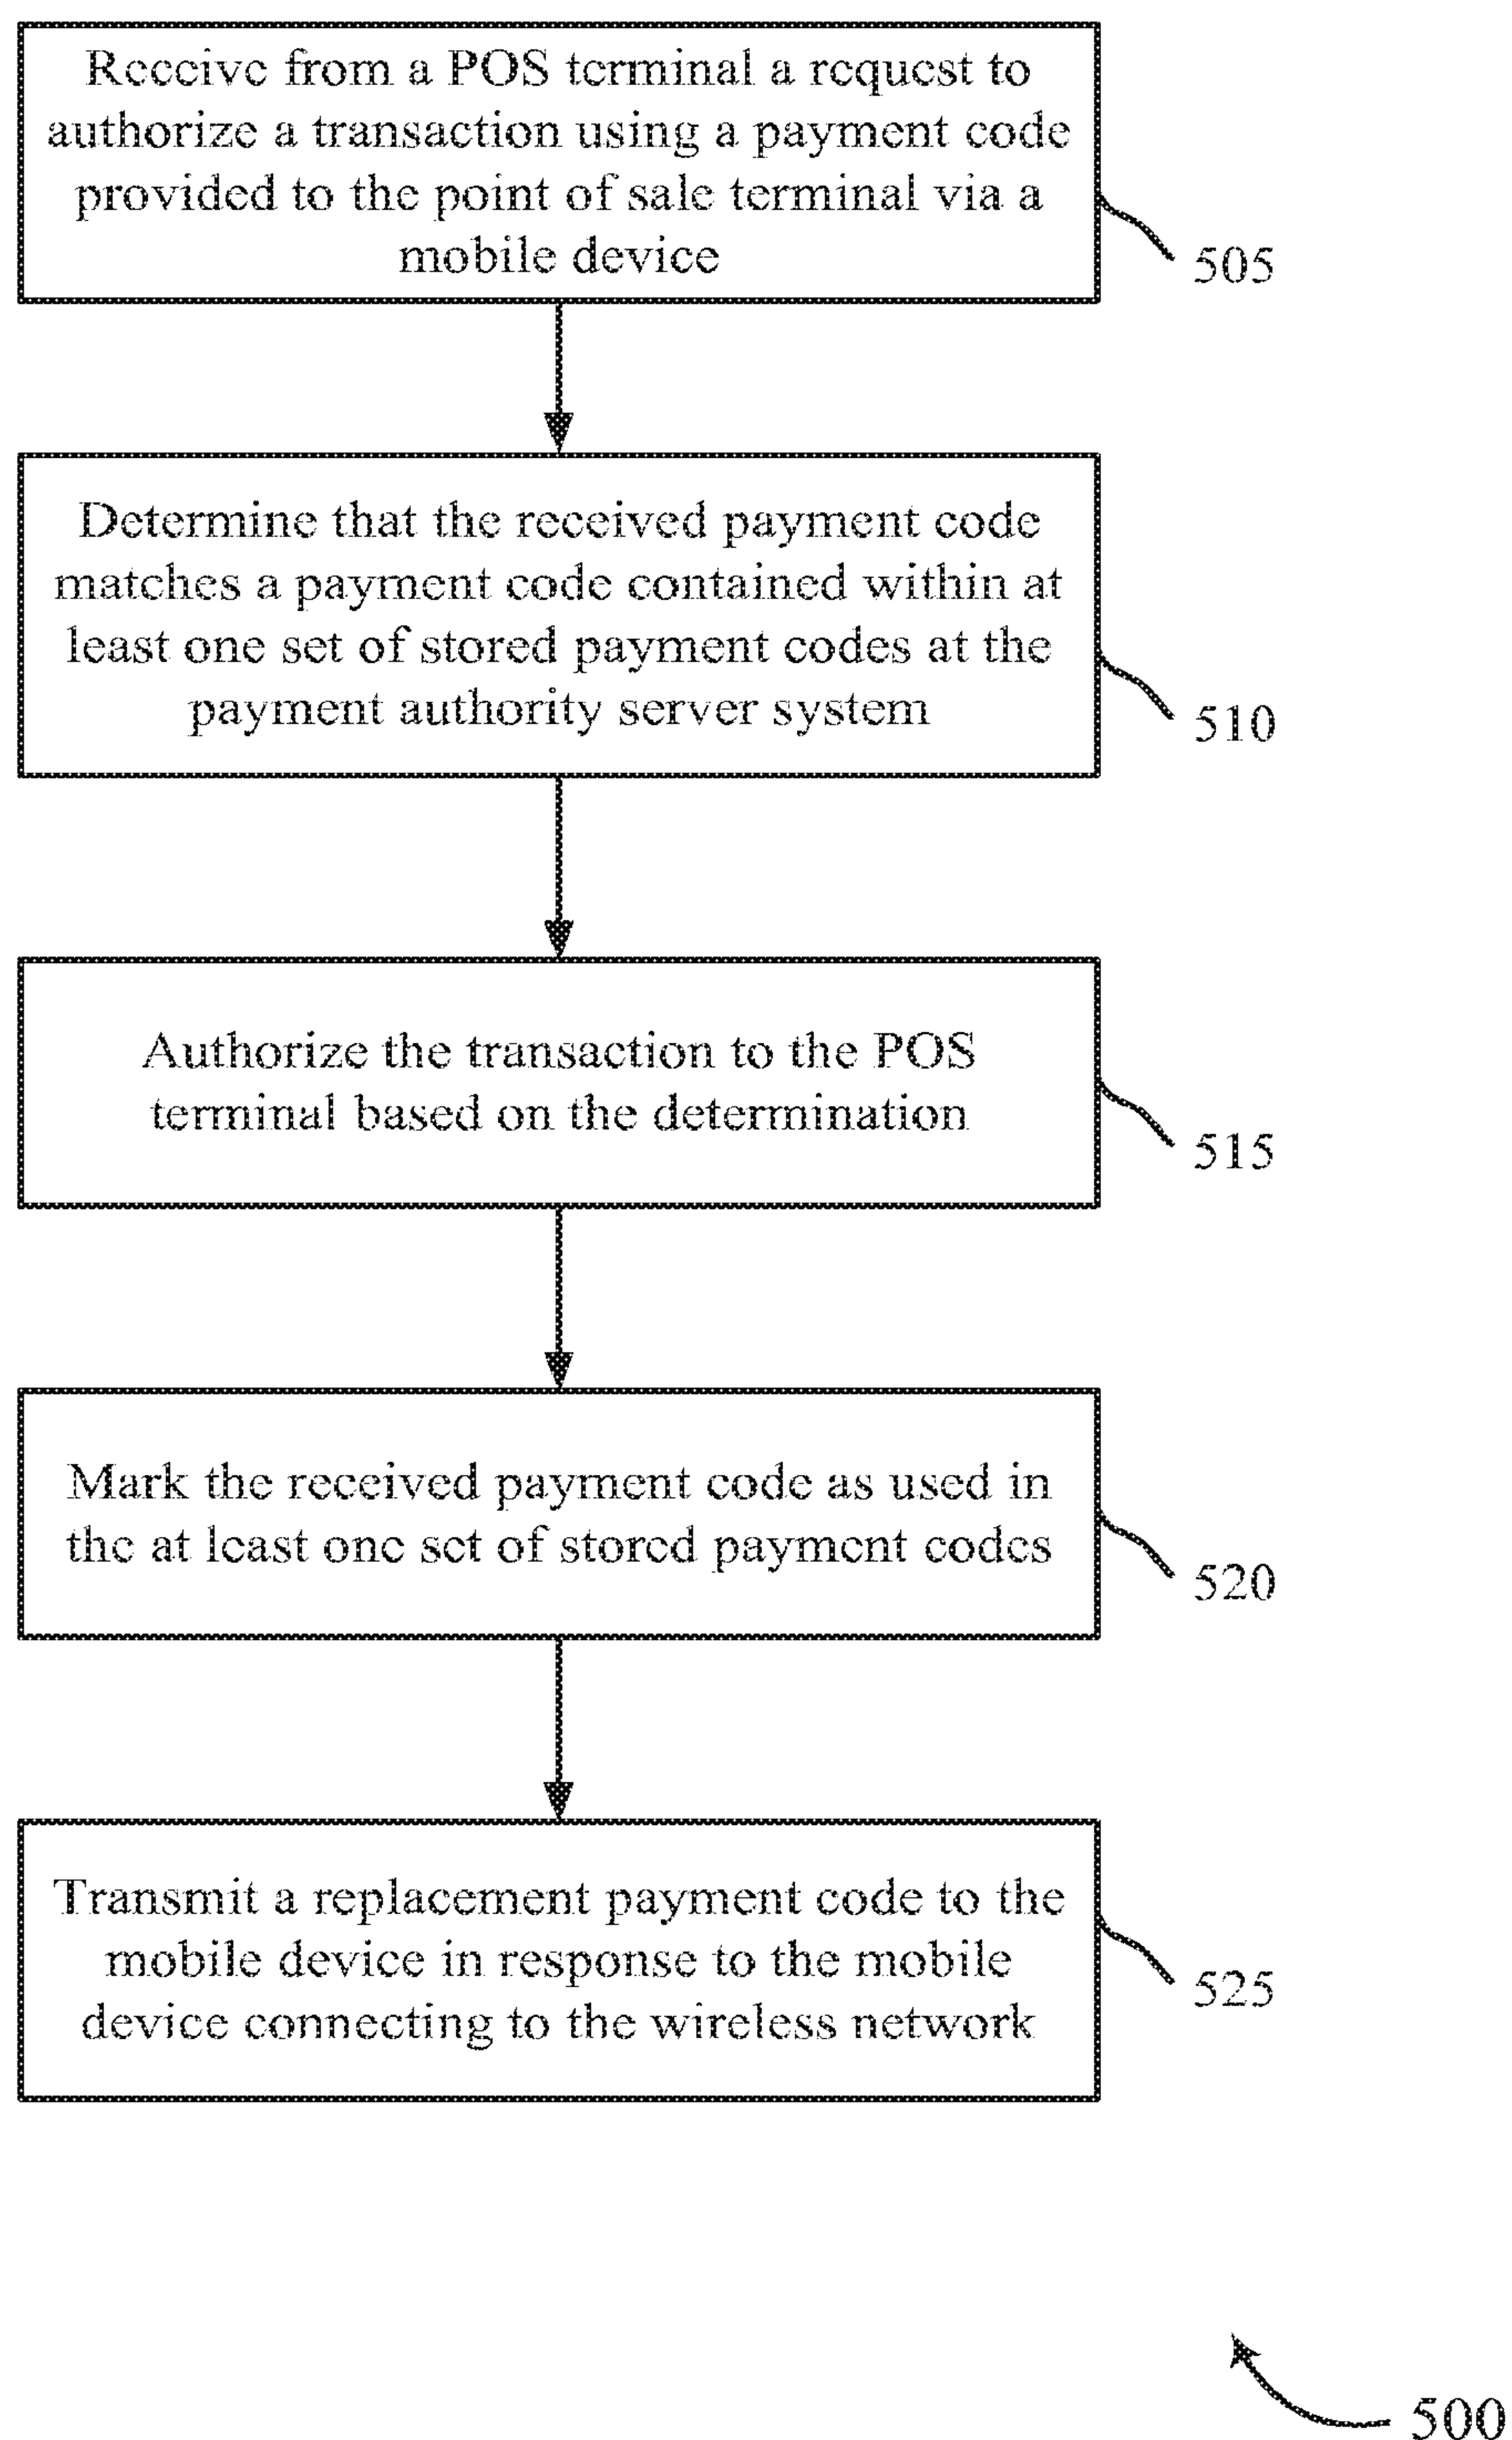 Receive from a POS terminal a request to
authorize a transaction using a payment code
provided to the point of sale terminal via a
mobile device
505
Determine that the received payment code
matches a payment code contained within at
least one set of stored payment codes at the
payment authority server system
510
Authorize the transaction to the POS
terminal based on the determination
515
Mark the received payment code as used in
the at least one set of stored payment codes
520
Transmit a replacement payment code to the
mobile device in response to the mobile
device connecting to the wireless network
525
500